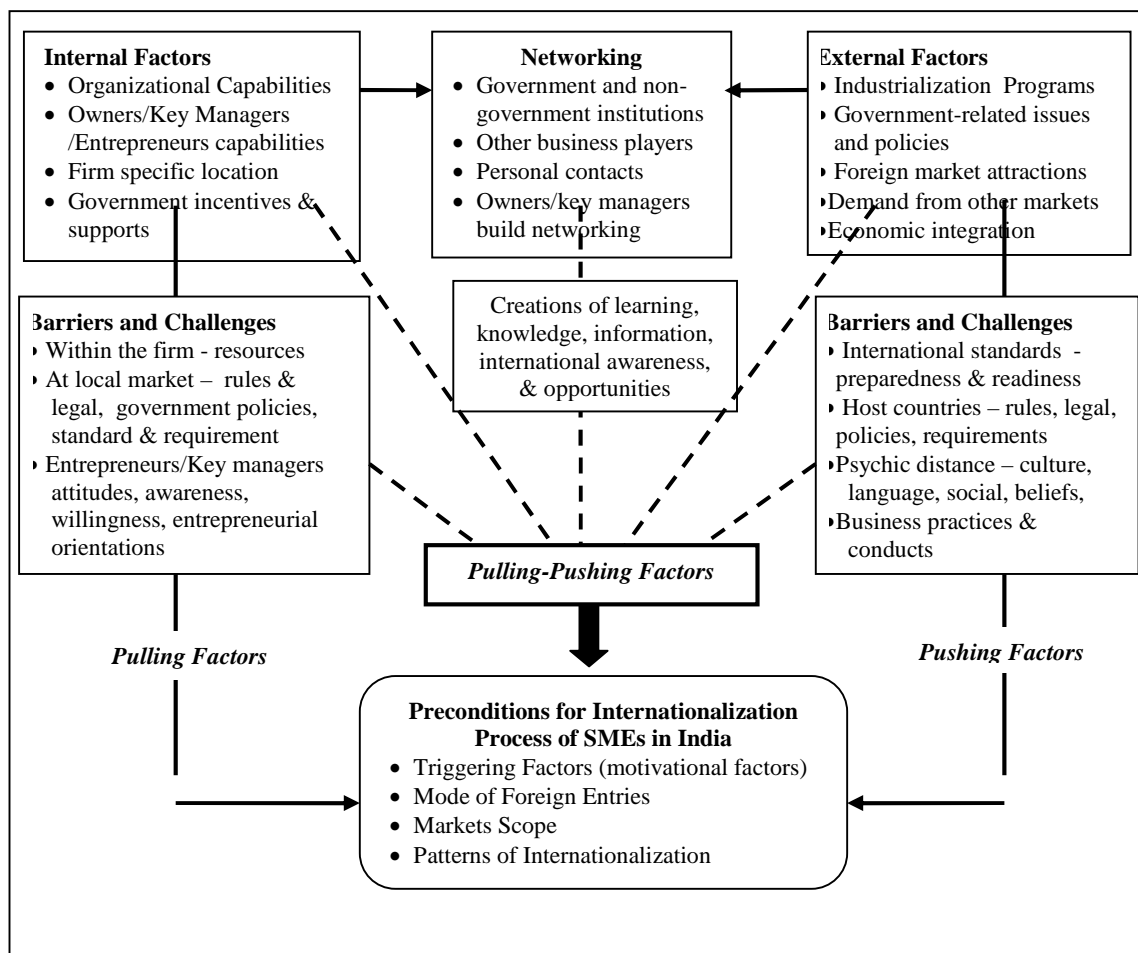 Internal Factors
• Organizational Capabilities
• Owners/Key Managers
/Entrepreneurs capabilities
• Firm specific location
• Government incentives &
supports
Networking
• Government and non-
government institutions
• Other business players
• Personal contacts
• Owners/key managers
build networking
External Factors
• Industrialization Programs
• Government-related issues
and policies
• Foreign market attractions
• Demand from other markets
• Economic integration
Barriers and Challenges
• Within the firm - resources
• At local market – rules &
legal, government policies,
standard & requirement
• Entrepreneurs/Key managers
attitudes, awareness,
willingness, entrepreneurial
orientations
Creations of learning,
knowledge, information,
international awareness,
& opportunities
Barriers and Challenges
• International standards -
preparedness & readiness
• Host countries – rules, legal,
policies, requirements
• Psychic distance – culture,
language, social, beliefs,
• Business practices &
conducts
Pulling-Pushing Factors
Pulling Factors
Pushing Factors
Preconditions for Internationalization
Process of SMEs in India
• Triggering Factors (motivational factors)
• Mode of Foreign Entries
• Markets Scope
• Patterns of Internationalization